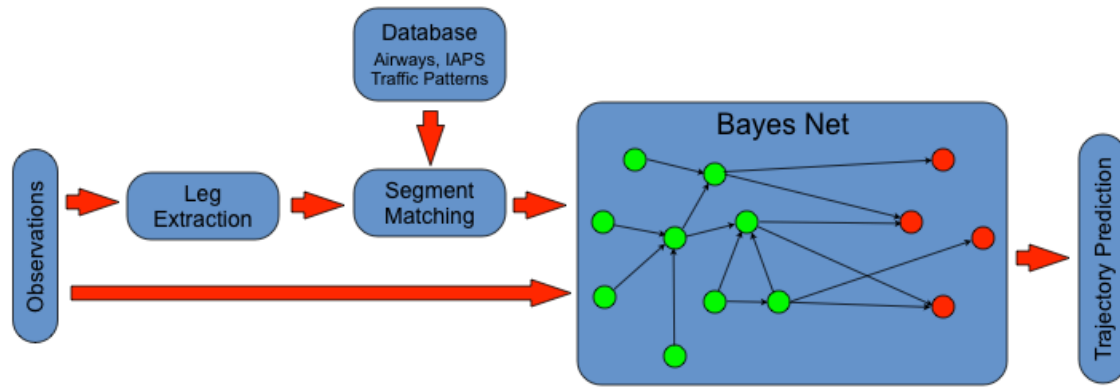 Observations
Leg
Extraction
Database
Airways, IAPS
Traffic Patterns
Segment
Matching
Bayes Net
Trajectory Prediction